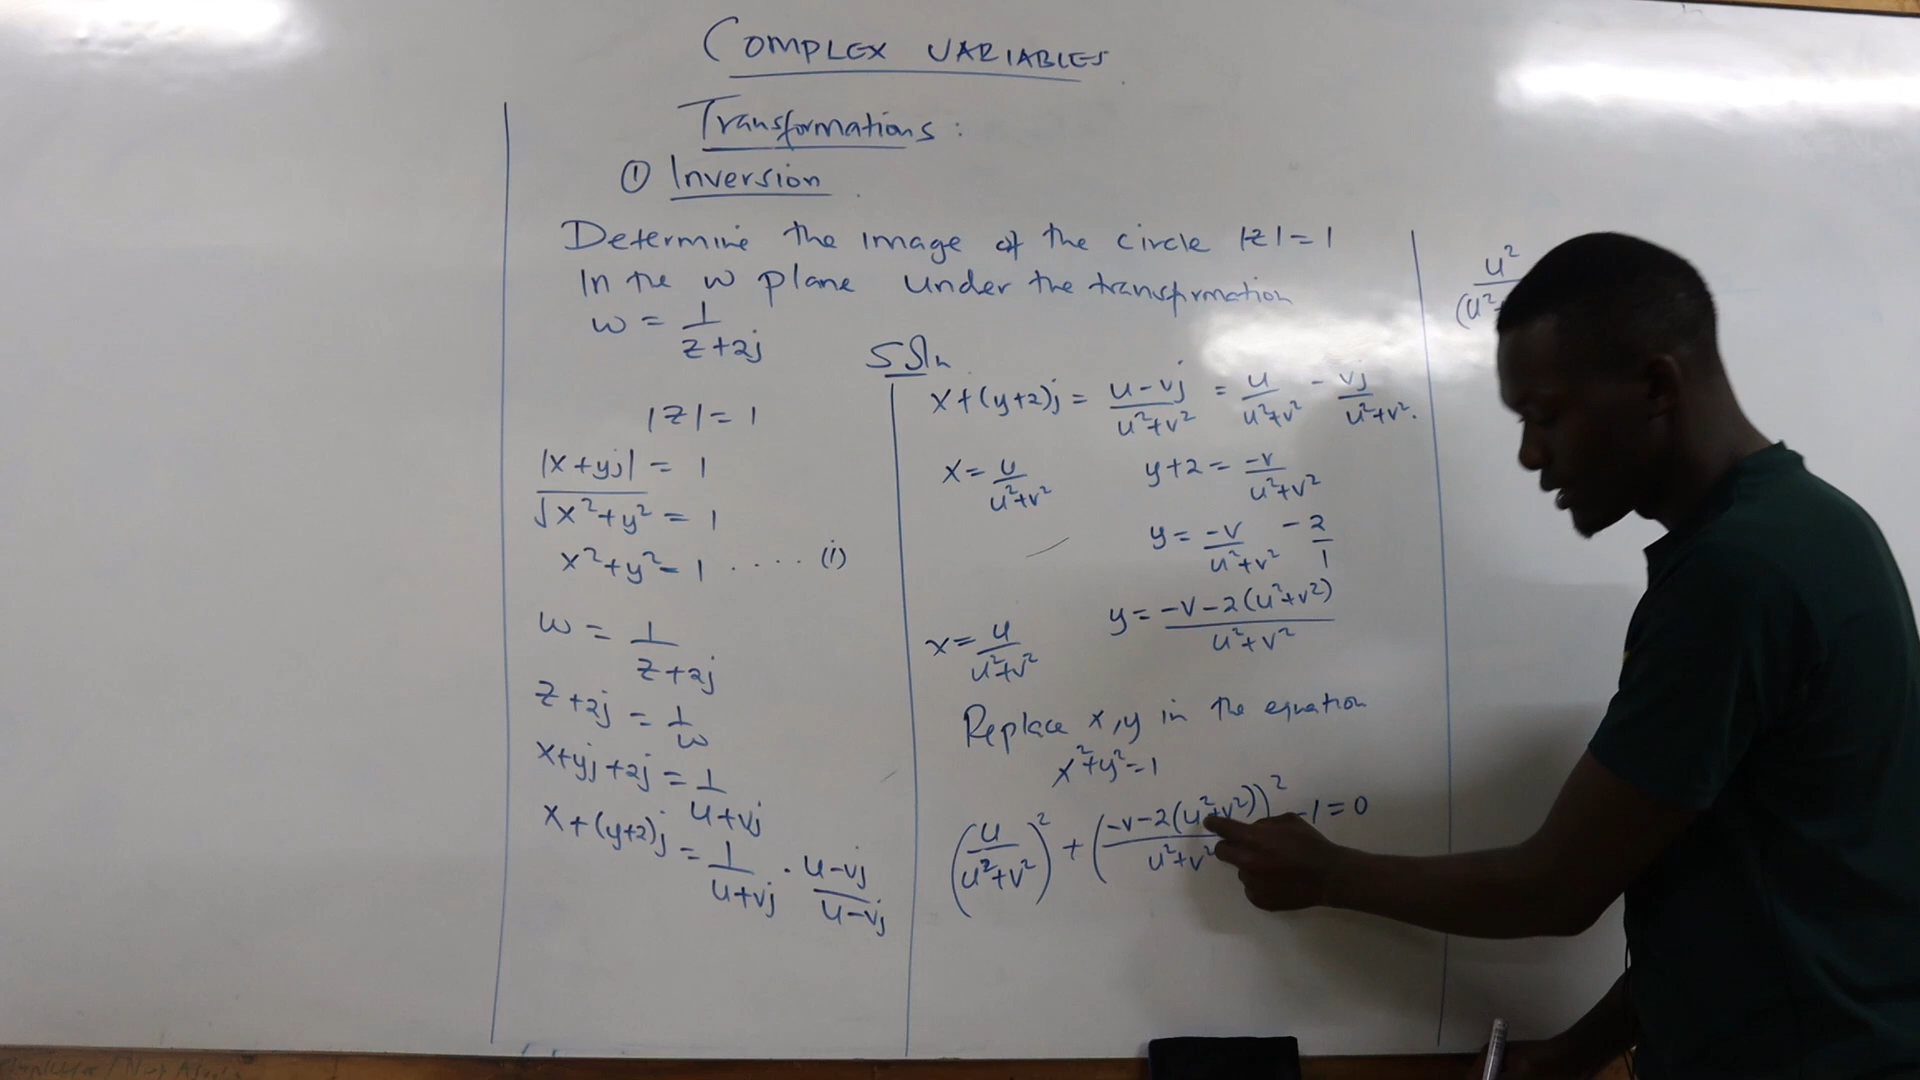 COMPLEX VARIABLES
Transformations:
① Inversion
Determine the image of the circle |z| = 1
In the w plane under the transformation
w = 1/(z+2j)
Soln
|z| = 1
|x+yj| = 1
√(x²+y²) = 1
x²+y² = 1 ..... (i)
w = 1/(z+2j)
z+2j = 1/w
x+yj+2j = 1/(u+vj)
x+(y+2)j = 1/(u+vj) · (u-vj)/(u-vj)
x+(y+2)j = (u-vj)/(u²+v²) = u/(u²+v²) - vj/(u²+v²).
x = u/(u²+v²) y+2 = -v/(u²+v²)
y = -v/(u²+v²) - 2/1
x = u/(u²+v²) y = (-v-2(u²+v²))/(u²+v²)
Replace x,y in the equation
x²+y²=1
(u/(u²+v²))² + ((-v-2(u²+v²))/(u²+v²))² -1=0
u²
(u²